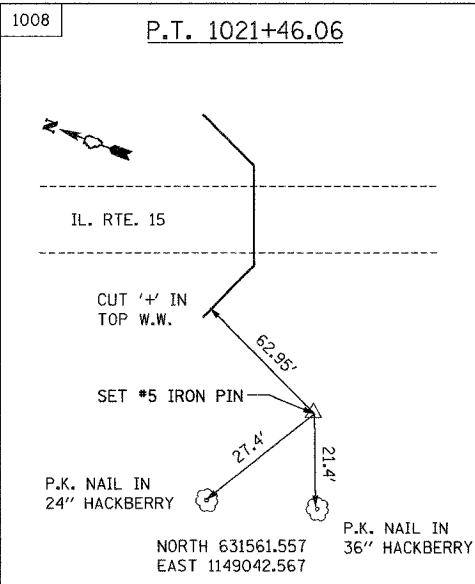 1008
P.T. 1021+46.06
N
IL. RTE. 15
CUT '+' IN
TOP W.W.
62.95'
SET #5 IRON PIN
27.4'
21.4'
P.K. NAIL IN
24" HACKBERRY
P.K. NAIL IN
36" HACKBERRY
NORTH 631561.557
EAST 1149042.567